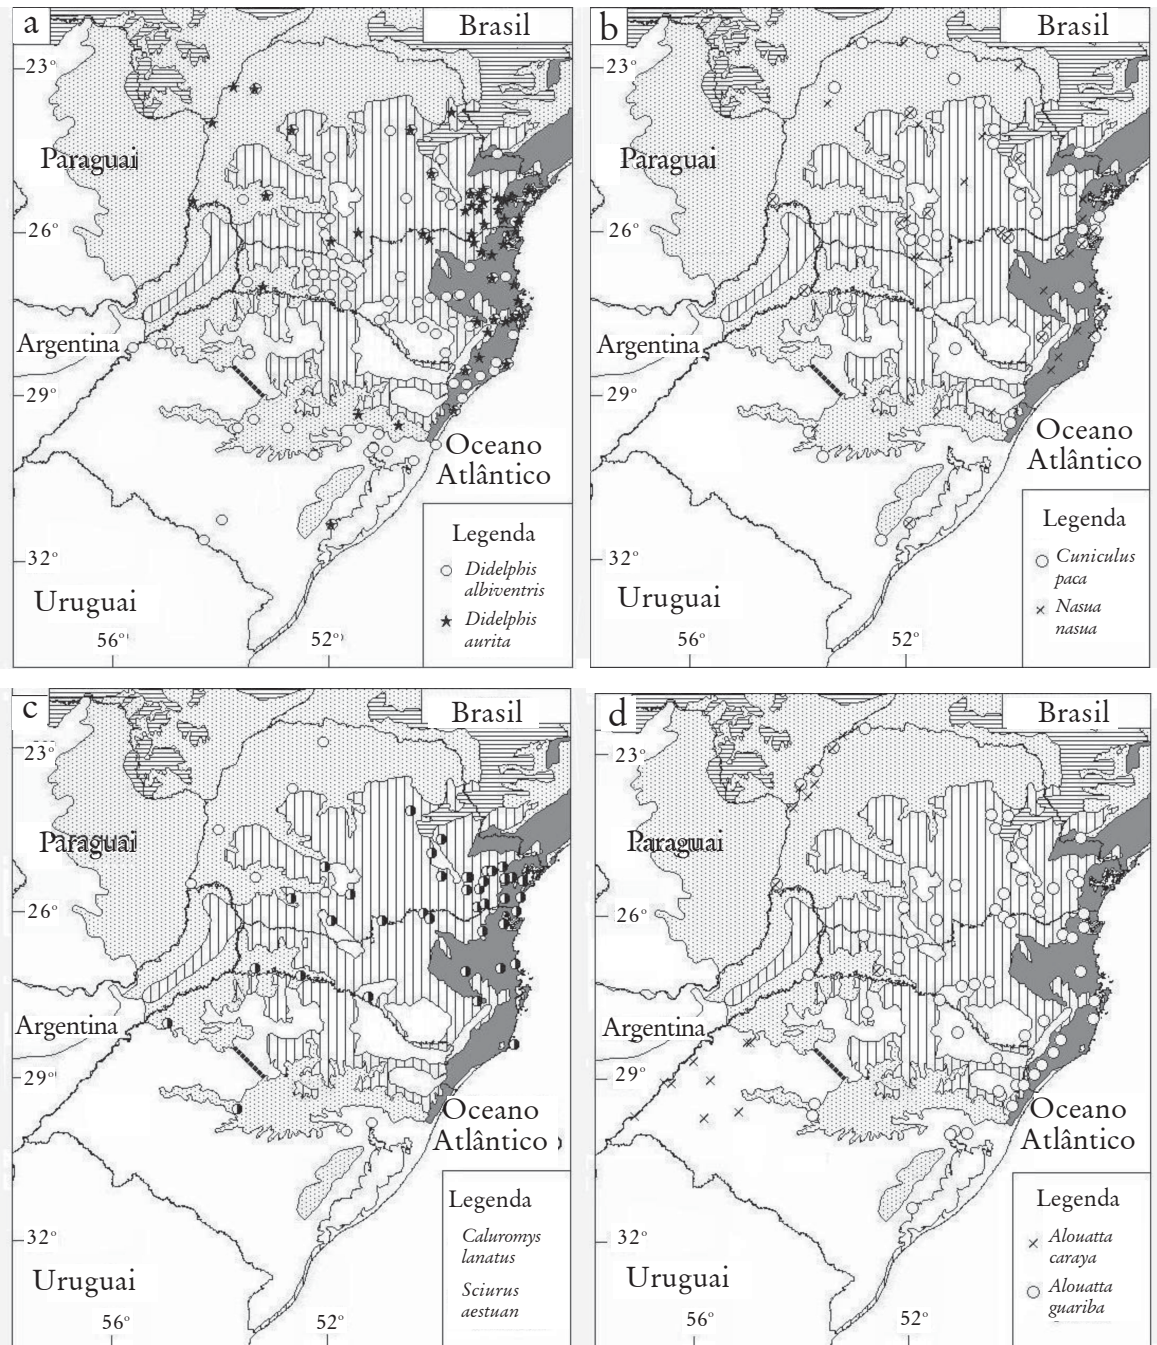 a
Brasil
23°
Paraguai
26°
Argentina
29°
Oceano
Atlântico
Legenda
Didelphis
albiventris
Didelphis
aurita
32°
Uruguai
56°
52°
b
Brasil
23°
Paraguai
26°
Argentina
29°
Oceano
Atlântico
Legenda
Cuniculus
paca
Nasua
nasua
32°
Uruguai
56°
52°
c
Brasil
23°
Paraguai
26°
Argentina
29°
Oceano
Atlântico
Legenda
Caluromys
lanatus
Sciurus
aestuan
32°
Uruguai
56°
52°
d
Brasil
23°
Paraguai
26°
Argentina
29°
Oceano
Atlântico
Legenda
Alouatta
caraya
Alouatta
guariba
32°
Uruguai
56°
52°